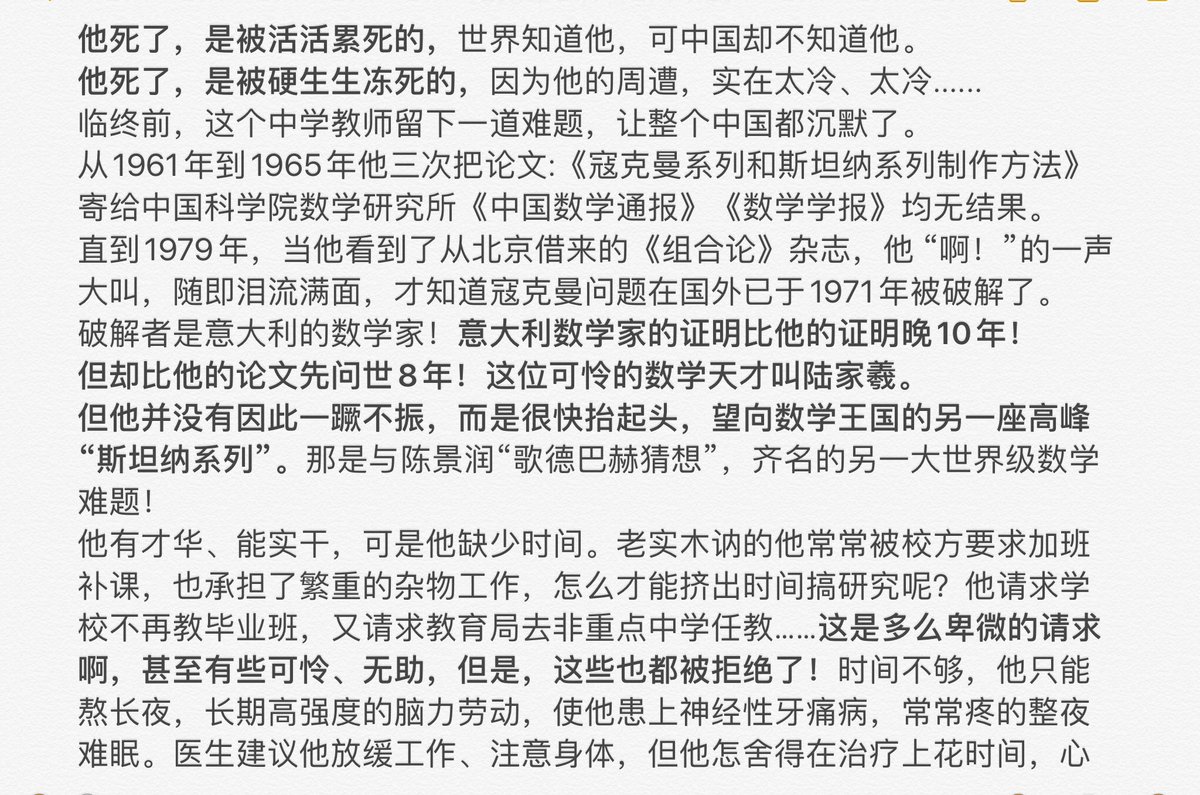 他死了，是被活活累死的，世界知道他，可中国却不知道他。
他死了，是被硬生生冻死的，因为他的周遭，实在太冷、太冷......
临终前，这个中学教师留下一道难题，让整个中国都沉默了。
从1961年到1965年他三次把论文:《寇克曼系列和斯坦纳系列制作方法》
寄给中国科学院数学研究所《中国数学通报》《数学学报》均无结果。
直到1979年，当他看到了从北京借来的《组合论》杂志，他 “啊！”的一声
大叫，随即泪流满面，才知道寇克曼问题在国外已于1971年被破解了。
破解者是意大利的数学家！意大利数学家的证明比他的证明晚10年！
但却比他的论文先问世8年！这位可怜的数学天才叫陆家羲。
但他并没有因此一蹶不振，而是很快抬起头，望向数学王国的另一座高峰
“斯坦纳系列”。那是与陈景润“歌德巴赫猜想”，齐名的另一大世界级数学
难题！
他有才华、能实干，可是他缺少时间。老实木讷的他常常被校方要求加班
补课，也承担了繁重的杂物工作，怎么才能挤出时间搞研究呢？他请求学
校不再教毕业班，又请求教育局去非重点中学任教......这是多么卑微的请求
啊，甚至有些可怜、无助，但是，这些也都被拒绝了！时间不够，他只能
熬长夜，长期高强度的脑力劳动，使他患上神经性牙痛病，常常疼的整夜
难眠。医生建议他放缓工作、注意身体，但他怎舍得在治疗上花时间，心